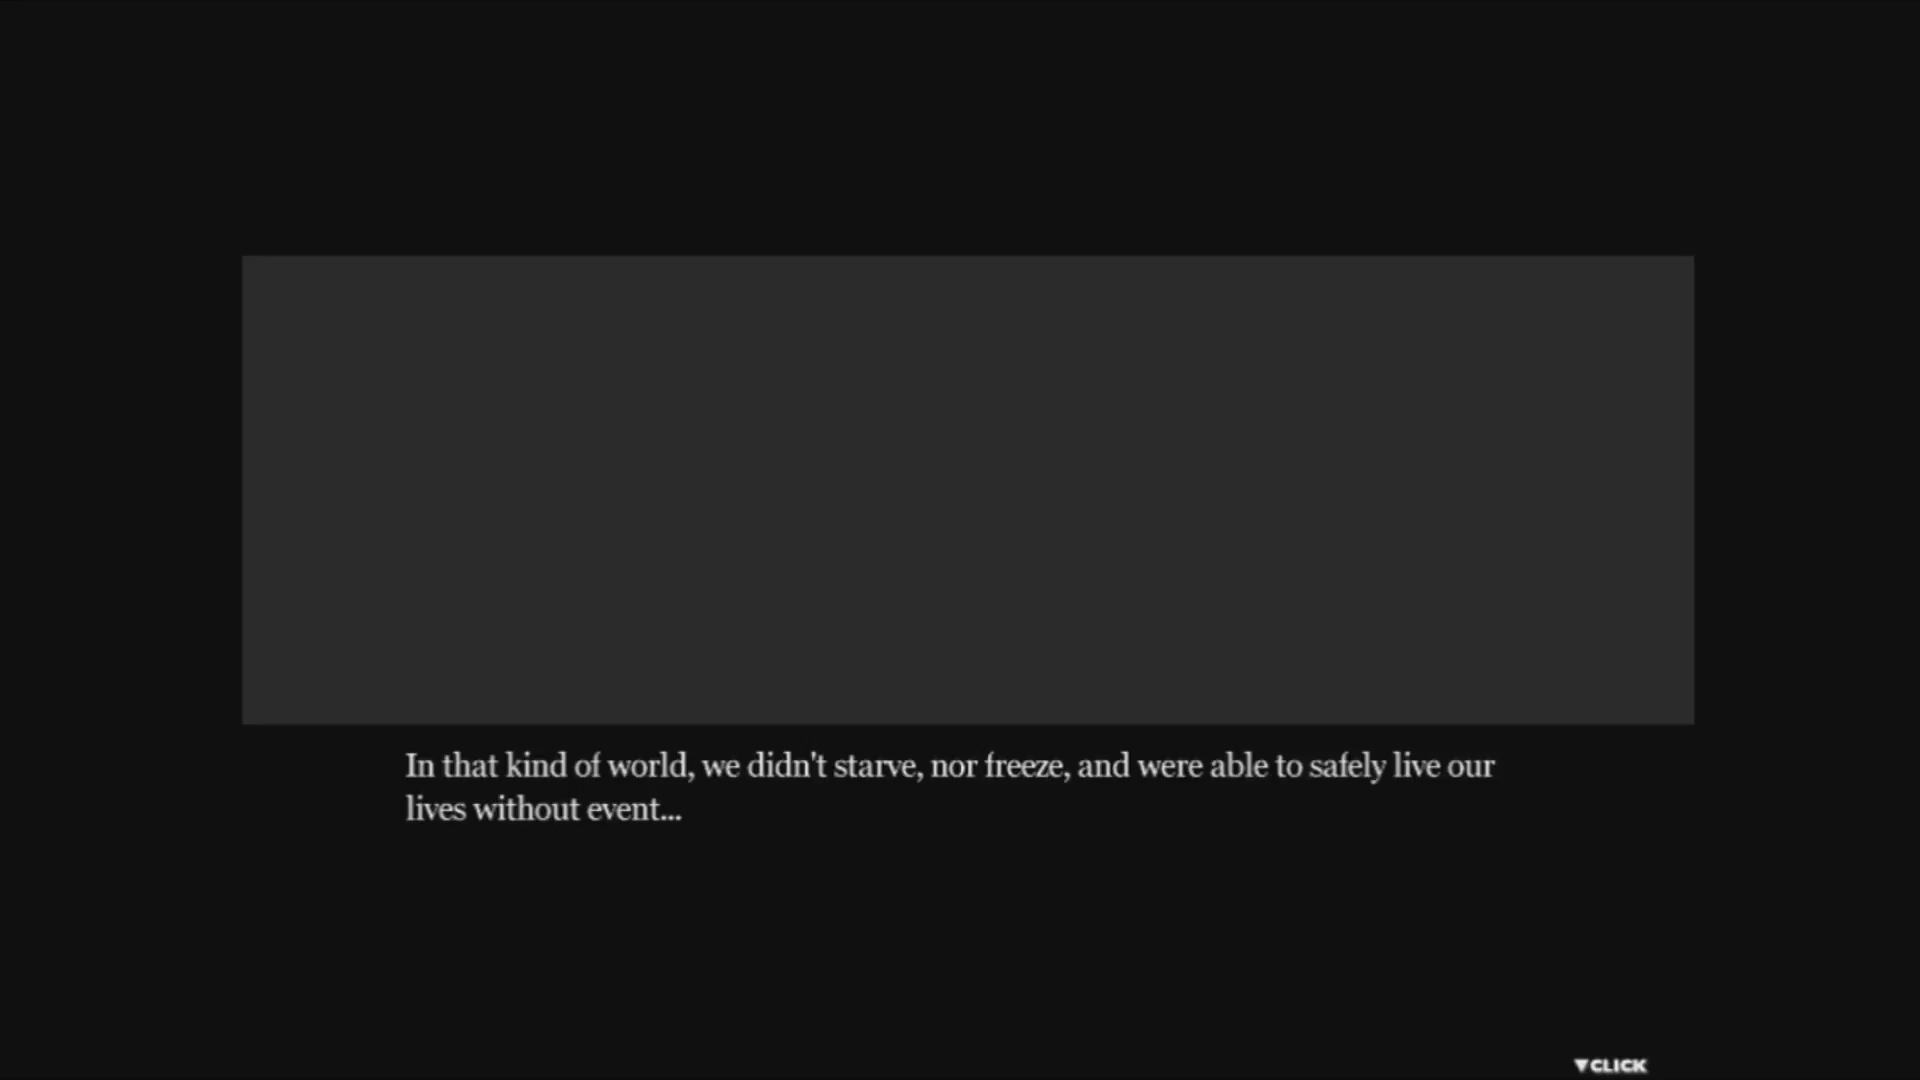 In that kind of world, we didn't starve, nor freeze, and were able to safely live our
lives without event...
▼CLICK